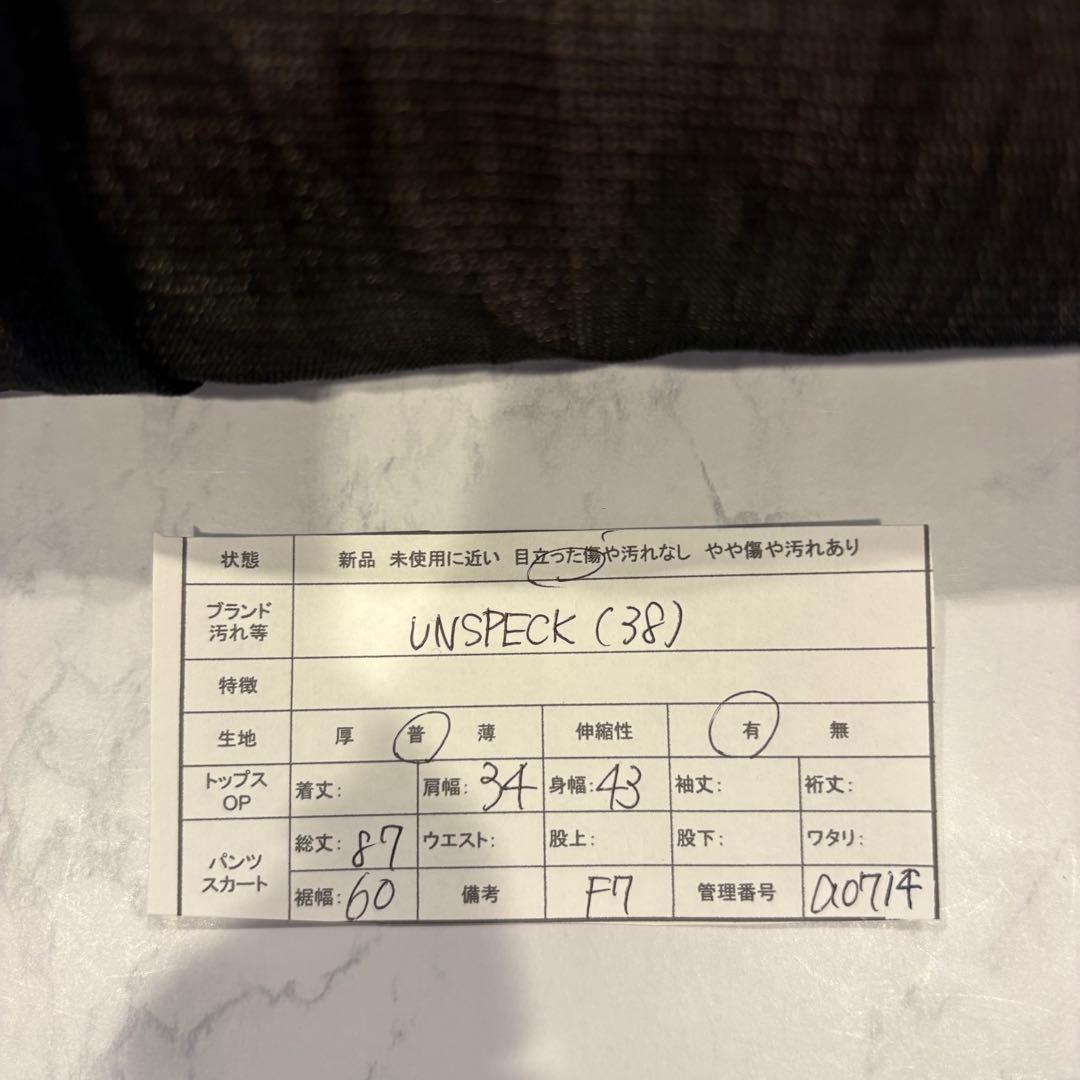 状態 新品 未使用に近い 目立った傷や汚れなし やや傷や汚れあり
ブランド
汚れ等 UNSPECK (38)
特徴
生地 厚 普 薄 伸縮性 有 無
トップス
OP 着丈: 肩幅: 34 身幅: 43 袖丈: 裄丈:
パンツ
スカート 総丈: 87 ウエスト: 股上: 股下: ワタリ:
裾幅: 60 備考 F7 管理番号 a0714